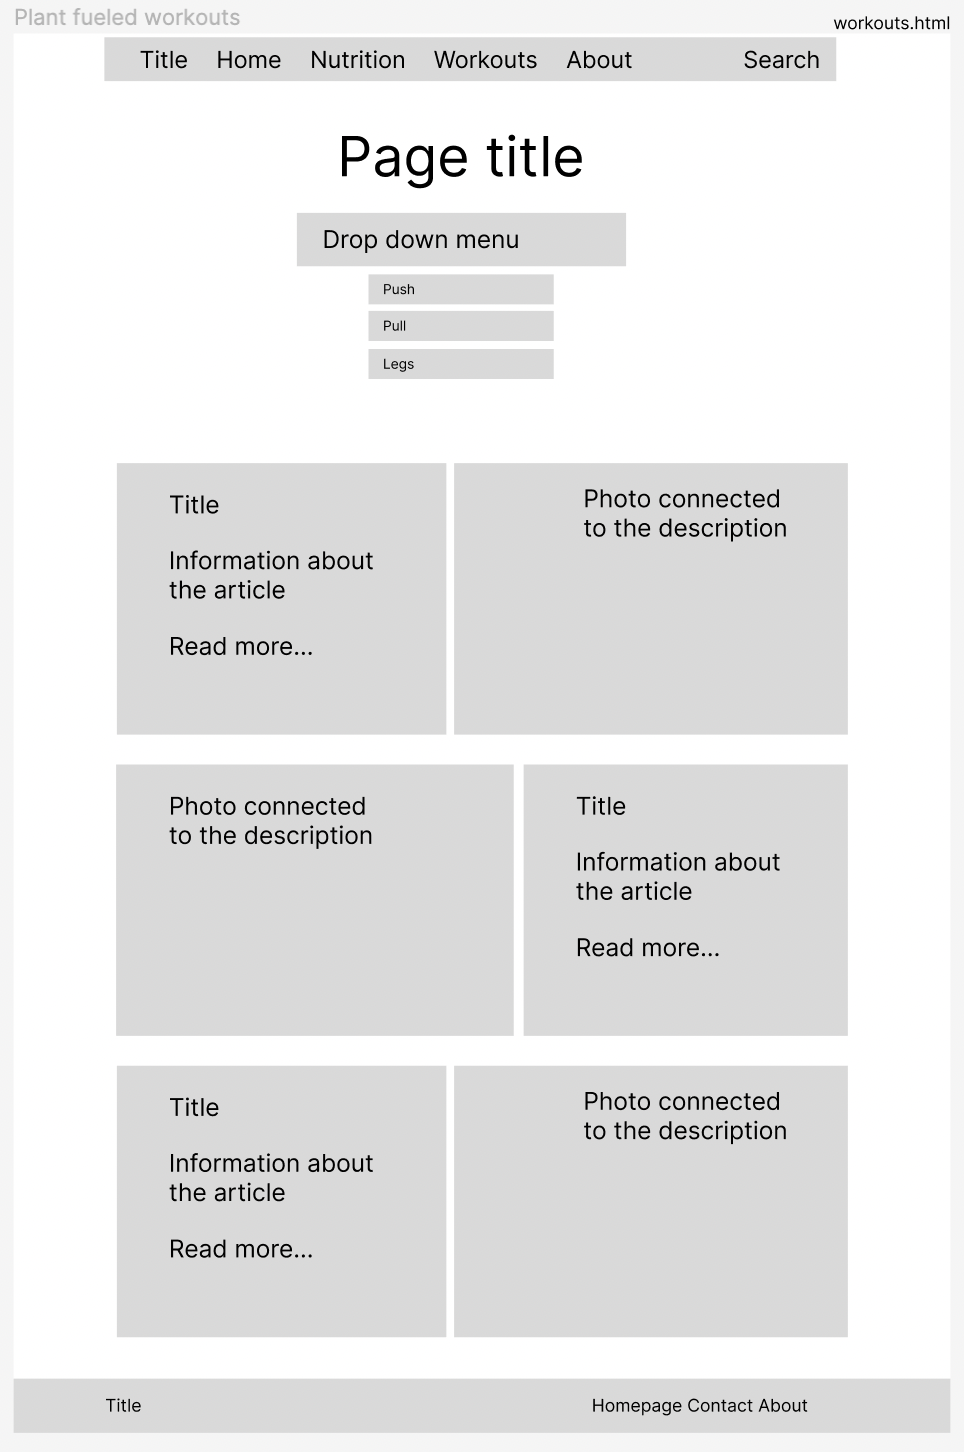 Plant fueled workouts
workouts.html
Title Home Nutrition Workouts About Search
Page title
Drop down menu
Push
Pull
Legs
Title
Information about
the article
Read more...
Photo connected
to the description
Photo connected
to the description
Title
Information about
the article
Read more...
Title
Information about
the article
Read more...
Photo connected
to the description
Title
Homepage Contact About